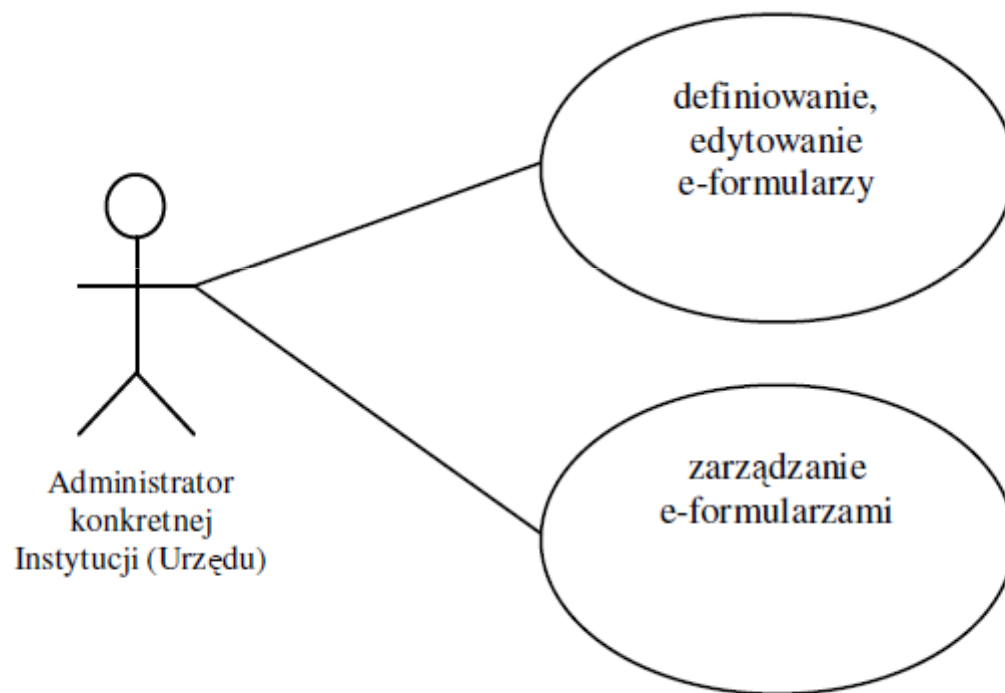 definiowanie,
edytowanie
e-formularzy
zarządzanie
e-formularzami
Administrator
konkretnej
Instytucji (Urzędu)